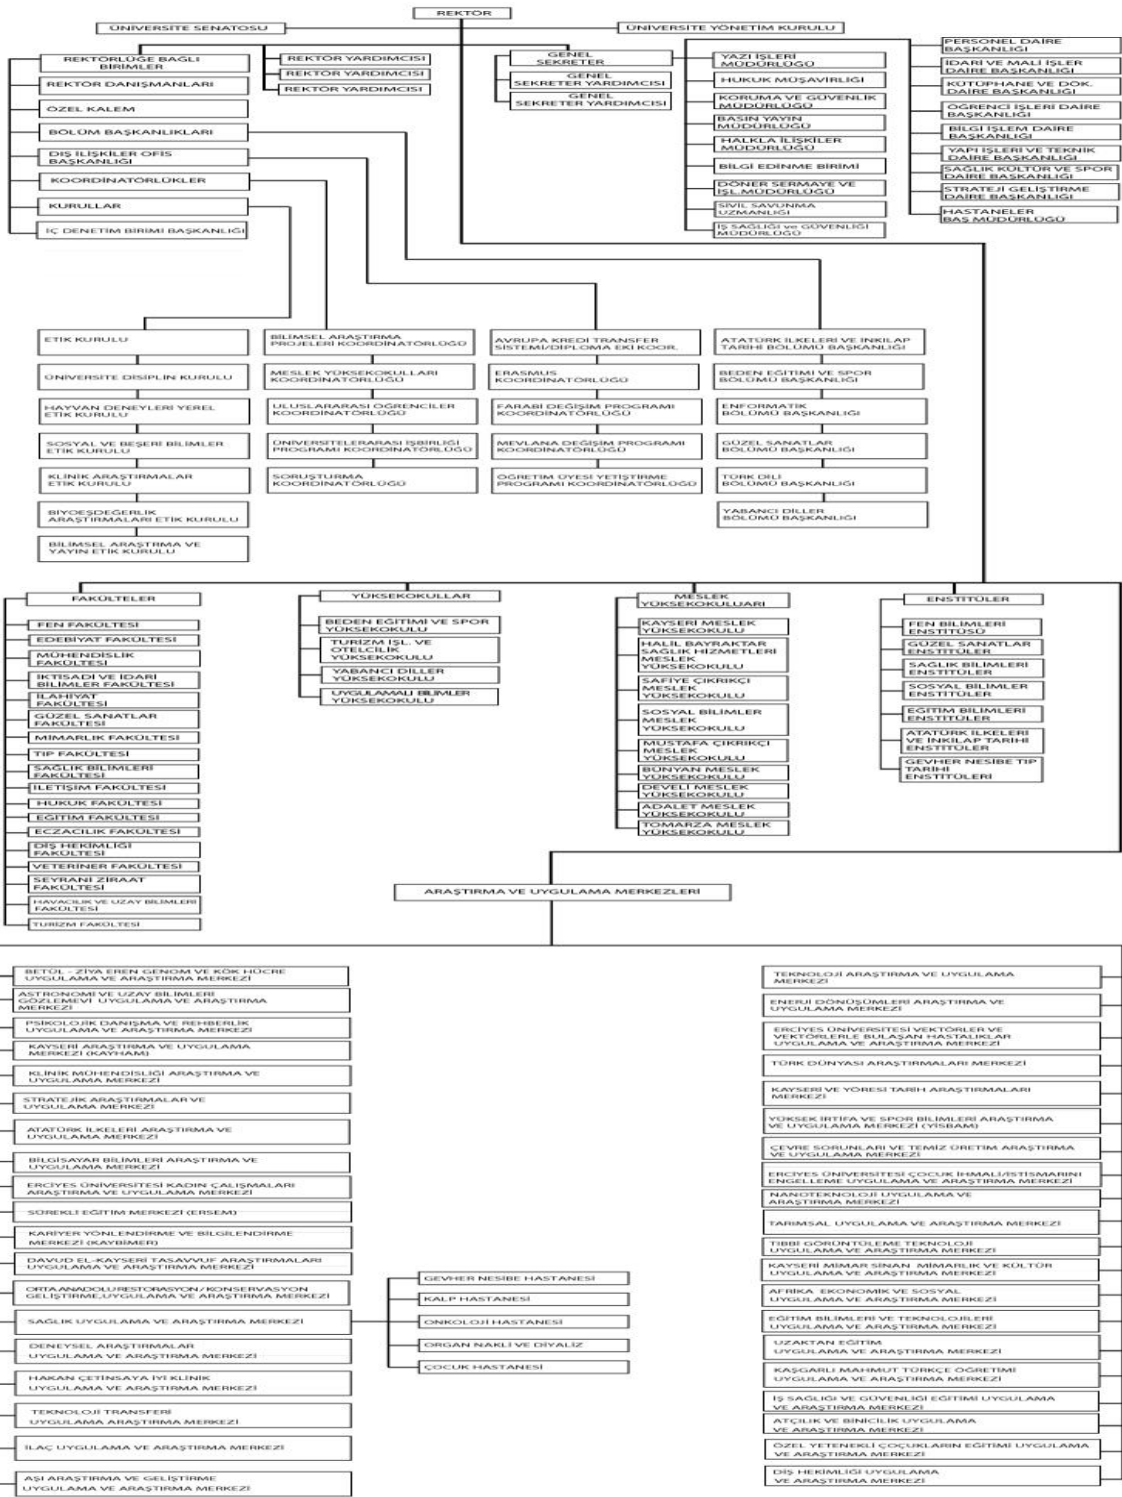 REKTÖR
ÜNİVERSİTE SENATOSU
ÜNİVERSİTE YÖNETİM KURULU
REKTÖRLÜĞE BAĞLI
BİRİMLER
REKTÖR DANIŞMANLARI
ÖZEL KALEM
BÖLÜM BAŞKANLIKLARI
DIŞ İLİŞKİLER OFİS
BAŞKANLIĞI
KOORDİNATÖRLÜKLER
KURULLAR
İÇ DENETİM BİRİMİ BAŞKANLIĞI
REKTÖR YARDIMCISI
REKTÖR YARDIMCISI
REKTÖR YARDIMCISI
GENEL
SEKRETER
GENEL
SEKRETER YARDIMCISI
GENEL
SEKRETER YARDIMCISI
YAZI İŞLERİ
MÜDÜRLÜĞÜ
HUKUK MÜŞAVİRLİĞİ
KORUMA VE GÜVENLİK
MÜDÜRLÜĞÜ
BASIN YAYIN
MÜDÜRLÜĞÜ
HALKLA İLİŞKİLER
MÜDÜRLÜĞÜ
BİLGİ EDİNME BİRİMİ
DÖNER SERMAYE VE
İŞL.MÜDÜRLÜĞÜ
SİVİL SAVUNMA
UZMANLIĞI
İŞ SAĞLIĞI ve GÜVENLİĞİ
MÜDÜRLÜĞÜ
PERSONEL DAİRE
BAŞKANLIĞI
İDARİ VE MALİ İŞLER
DAİRE BAŞKANLIĞI
KÜTÜPHANE VE DÖK.
DAİRE BAŞKANLIĞI
ÖĞRENCİ İŞLERİ DAİRE
BAŞKANLIĞI
BİLGİ İŞLEM DAİRE
BAŞKANLIĞI
YAPI İŞLERİ VE TEKNİK
DAİRE BAŞKANLIĞI
SAĞLIK KÜLTÜR VE SPOR
DAİRE BAŞKANLIĞI
STRATEJİ GELİŞTİRME
DAİRE BAŞKANLIĞI
HASTANELER
BAŞ MÜDÜRLÜĞÜ
ETİK KURULU
ÜNİVERSİTE DİSİPLİN KURULU
HAYVAN DENEYLERİ YEREL
ETİK KURULU
SOSYAL VE BEŞERİ BİLİMLER
ETİK KURULU
KLİNİK ARAŞTIRMALAR
ETİK KURULU
BİYOEŞDEĞERLİK
ARAŞTIRMALARI ETİK KURULU
BİLİMSEL ARAŞTRMA VE
YAYIN ETİK KURULU
BİLİMSEL ARAŞTIRMA
PROJELERİ KOORDİNATÖRLÜĞÜ
MESLEK YÜKSEKOKULLARI
KOORDİNATÖRLÜĞÜ
ULUSLARARASI ÖĞRENCİLER
KOORDİNATÖRLÜĞÜ
ÜNİVERSİTELERARASI İŞBİRLİĞİ
PROGRAMI KOORDİNATÖRLÜĞÜ
SORUŞTURMA
KOORDİNATÖRLÜĞÜ
AVRUPA KREDİ TRANSFER
SİSTEMİ/DİPLOMA EKİ KOOR.
ERASMUS
KOORDİNATÖRLÜĞÜ
FARABİ DEĞİŞİM PROGRAMI
KOORDİNATÖRLÜĞÜ
MEVLANA DEĞİŞİM PROGRAMI
KOORDİNATÖRLÜĞÜ
ÖĞRETİM ÜYESİ YETİŞTİRME
PROGRAMI KOORDİNATÖRLÜĞÜ
ATATÜRK İLKELERİ VE İNKILAP
TARİHİ BÖLÜMÜ BAŞKANLIĞI
BEDEN EĞİTİMİ VE SPOR
BÖLÜMÜ BAŞKANLIĞI
ENFORMATİK
BÖLÜMÜ BAŞKANLIĞI
GÜZEL SANATLAR
BÖLÜMÜ BAŞKANLIĞI
TÜRK DİLİ
BÖLÜMÜ BAŞKANLIĞI
YABANCI DİLLER
BÖLÜMÜ BAŞKANLIĞI
FAKÜLTELER
FEN FAKÜLTESİ
EDEBİYAT FAKÜLTESİ
MÜHENDİSLİK
FAKÜLTESİ
İKTİSADİ VE İDARİ
BİLİMLER FAKÜLTESİ
İLAHİYAT
FAKÜLTESİ
GÜZEL SANATLAR
FAKÜLTESİ
MİMARLIK FAKÜLTESİ
TIP FAKÜLTESİ
SAĞLIK BİLİMLERİ
FAKÜLTESİ
İLETİŞİM FAKÜLTESİ
HUKUK FAKÜLTESİ
EĞİTİM FAKÜLTESİ
ECZACILIK FAKÜLTESİ
DİŞ HEKİMLİĞİ
FAKÜLTESİ
VETERİNER FAKÜLTESİ
SEYRANİ ZİRAAT
FAKÜLTESİ
HAVACILIK VE UZAY BİLİMLERİ
FAKÜLTESİ
TURİZM FAKÜLTESİ
YÜKSEKOKULLAR
BEDEN EĞİTİMİ VE SPOR
YÜKSEKOKULU
TURİZM İŞL. VE
OTELCİLİK
YÜKSEKOKULU
YABANCI DİLLER
YÜKSEKOKULU
UYGULAMALI BİLİMLER
YÜKSEKOKULU
MESLEK
YÜKSEKOKULUARI
KAYSERİ MESLEK
YÜKSEKOKULU
HALİL BAYRAKTAR
SAĞLIK HİZMETLERİ
MESLEK
YÜKSEKOKULU
SAFİYE ÇIKRIKÇI
MESLEK
YÜKSEKOKULU
SOSYAL BİLİMLER
MESLEK
YÜKSEKOKULU
MUSTAFA ÇIKRIKÇI
MESLEK
YÜKSEKOKULU
BÜNYAN MESLEK
YÜKSEKOKULU
DEVELİ MESLEK
YÜKSEKOKULU
ADALET MESLEK
YÜKSEKOKULU
TOMARZA MESLEK
YÜKSEKOKULU
ENSTİTÜLER
FEN BİLİMLERİ
ENSTİTÜSÜ
GÜZEL SANATLAR
ENSTİTÜLER
SAĞLIK BİLİMLERİ
ENSTİTÜLER
SOSYAL BİLİMLER
ENSTİTÜLER
EĞİTİM BİLİMLERİ
ENSTİTÜLER
ATATÜRK İLKELERİ
VE İNKILAP TARİHİ
ENSTİTÜLER
GEVHER NESİBE TIP
TARİHİ
ENSTİTÜLERİ
ARAŞTIRMA VE UYGULAMA MERKEZLERİ
BETÜL - ZİYA EREN GENOM VE KÖK HÜCRE
UYGULAMA VE ARAŞTIRMA MERKEZİ
ASTRONOMİ VE UZAY BİLİMLERİ
GÖZLEMEVİ UYGULAMA VE ARAŞTIRMA
MERKEZİ
PSİKOLOJİK DANIŞMA VE REHBERLİK
UYGULAMA VE ARAŞTIRMA MERKEZİ
KAYSERİ ARAŞTIRMA VE UYGULAMA
MERKEZİ (KAYHAM)
KLİNİK MÜHENDİSLİĞİ ARAŞTIRMA VE
UYGULAMA MERKEZİ
STRATEJİK ARAŞTIRMALAR VE
UYGULAMA MERKEZİ
ATATÜRK İLKELERİ ARAŞTIRMA VE
UYGULAMA MERKEZİ
BİLGİSAYAR BİLİMLERİ ARAŞTIRMA VE
UYGULAMA MERKEZİ
ERCİYES ÜNİVERSİTESİ KADIN ÇALIŞMALARI
ARAŞTIRMA VE UYGULAMA MERKEZİ
SÜREKLİ EĞİTİM MERKEZİ (ERSEM)
KARİYER YÖNLENDİRME VE BİLGİLENDİRME
MERKEZİ (KAYBİMER)
DAVUD EL-KAYSERİ TASAVVUF ARAŞTIRMALARI
UYGULAMA VE ARAŞTIRMA MERKEZİ
ORTA ANADOLU RESTORASYON / KONSERVASYON
GELİŞTİRME,UYGULAMA VE ARAŞTIRMA MERKEZİ
SAĞLIK UYGULAMA VE ARAŞTIRMA MERKEZİ
DENEYSEL ARAŞTIRMALAR
UYGULAMA VE ARAŞTIRMA MERKEZİ
HAKAN ÇETİNSAYA İYİ KLİNİK
UYGULAMA VE ARAŞTIRMA MERKEZİ
TEKNOLOJİ TRANSFERİ
UYGULAMA ARAŞTIRMA MERKEZİ
İLAÇ UYGULAMA VE ARAŞTIRMA MERKEZİ
AŞI ARAŞTIRMA VE GELİŞTİRME
UYGULAMA VE ARAŞTIRMA MERKEZİ
GEVHER NESİBE HASTANESİ
KALP HASTANESİ
ONKOLOJİ HASTANESİ
ORGAN NAKLİ VE DİYALİZ
ÇOCUK HASTANESİ
TEKNOLOJİ ARAŞTIRMA VE UYGULAMA
MERKEZİ
ENERJİ DÖNÜŞÜMLERİ ARAŞTIRMA VE
UYGULAMA MERKEZİ
ERCİYES ÜNİVERSİTESİ VEKTÖRLER VE
VEKTÖRLERLE BULAŞAN HASTALIKLAR
UYGULAMA VE ARAŞTIRMA MERKEZİ
TÜRK DÜNYASI ARAŞTIRMALARI MERKEZİ
KAYSERİ VE YÖRESİ TARİH ARAŞTIRMALARI
MERKEZİ
YÜKSEK İRTİFA VE SPOR BİLİMLERİ ARAŞTIRMA
VE UYGULAMA MERKEZİ (YİSBAM)
ÇEVRE SORUNLARI VE TEMİZ ÜRETİM ARAŞTIRMA
VE UYGULAMA MERKEZİ
ERCİYES ÜNİVERSİTESİ ÇOCUK İHMALİ/İSTİSMARINI
ENGELLEME UYGULAMA VE ARAŞTIRMA MERKEZİ
NANOTEKNOLOJİ UYGULAMA VE
ARAŞTIRMA MERKEZİ
TARIMSAL UYGULAMA VE ARAŞTIRMA MERKEZİ
TIBBİ GÖRÜNTÜLEME TEKNOLOJİ
UYGULAMA VE ARAŞTIRMA MERKEZİ
KAYSERİ MİMAR SİNAN MİMARLIK VE KÜLTÜR
UYGULAMA VE ARAŞTIRMA MERKEZİ
AFRİKA EKONOMİK VE SOSYAL
UYGULAMA VE ARAŞTIRMA MERKEZİ
EĞİTİM BİLİMLERİ VE TEKNOLOJİLERİ
UYGULAMA VE ARAŞTIRMA MERKEZİ
UZAKTAN EĞİTİM
UYGULAMA VE ARAŞTIRMA MERKEZİ
KAŞGARLI MAHMUT TÜRKÇE ÖĞRETİMİ
UYGULAMA VE ARAŞTIRMA MERKEZİ
İŞ SAĞLIĞI VE GÜVENLİĞİ EĞİTİMİ UYGULAMA
VE ARAŞTIRMA MERKEZİ
ATÇILIK VE BİNİCİLİK UYGULAMA
VE ARAŞTIRMA MERKEZİ
ÖZEL YETENEKLİ ÇOÇUKLARIN EĞİTİMİ UYGULAMA
VE ARAŞTIRMA MERKEZİ
DİŞ HEKİMLİĞİ UYGULAMA
VE ARAŞTIRMA MERKEZİ